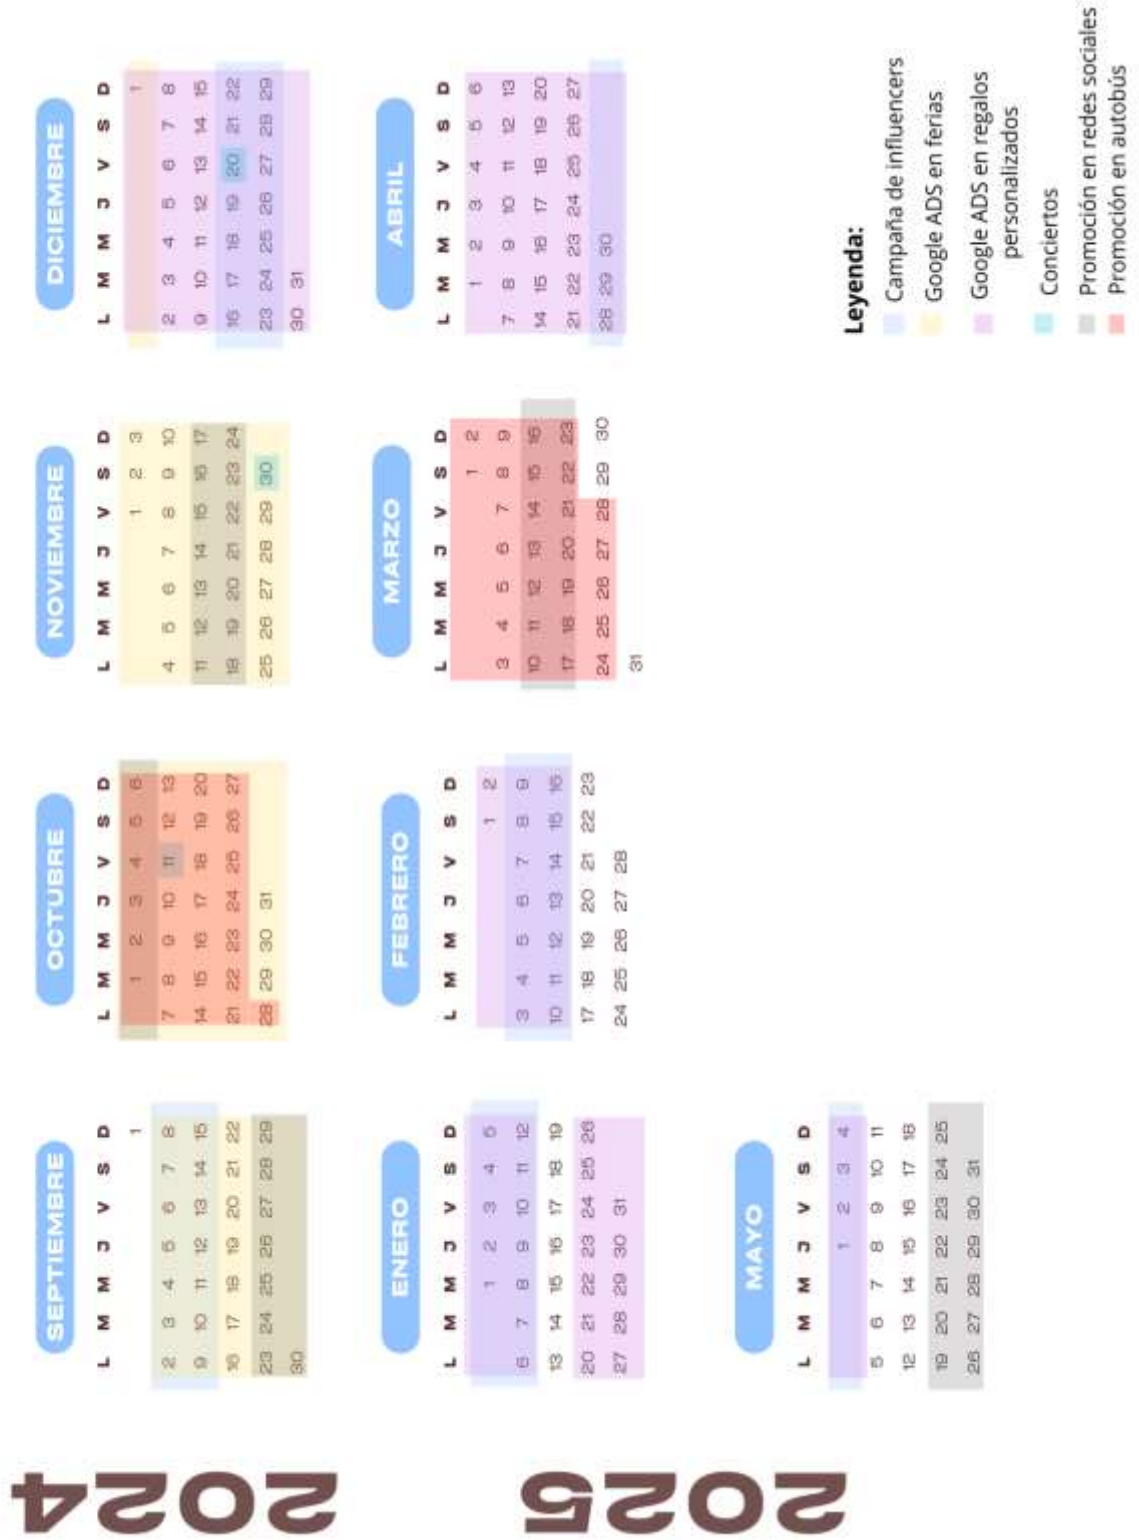 2024
SEPTIEMBRE
L M M J V S D
1
2 3 4 5 6 7 8
9 10 11 12 13 14 15
16 17 18 19 20 21 22
23 24 25 26 27 28 29
30
OCTUBRE
L M M J V S D
1 2 3 4 5 6
7 8 9 10 11 12 13
14 15 16 17 18 19 20
21 22 23 24 25 26 27
28 29 30 31
NOVIEMBRE
L M M J V S D
1 2 3
4 5 6 7 8 9 10
11 12 13 14 15 16 17
18 19 20 21 22 23 24
25 26 27 28 29 30
DICIEMBRE
L M M J V S D
1
2 3 4 5 6 7 8
9 10 11 12 13 14 15
16 17 18 19 20 21 22
23 24 25 26 27 28 29
30 31
2025
ENERO
L M M J V S D
1 2 3 4 5
6 7 8 9 10 11 12
13 14 15 16 17 18 19
20 21 22 23 24 25 26
27 28 29 30 31
FEBRERO
L M M J V S D
1 2
3 4 5 6 7 8 9
10 11 12 13 14 15 16
17 18 19 20 21 22 23
24 25 26 27 28
MARZO
L M M J V S D
1 2
3 4 5 6 7 8 9
10 11 12 13 14 15 16
17 18 19 20 21 22 23
24 25 26 27 28 29 30
31
ABRIL
L M M J V S D
1 2 3 4 5 6
7 8 9 10 11 12 13
14 15 16 17 18 19 20
21 22 23 24 25 26 27
28 29 30
MAYO
L M M J V S D
1 2 3 4
5 6 7 8 9 10 11
12 13 14 15 16 17 18
19 20 21 22 23 24 25
26 27 28 29 30 31
Leyenda:
Campaña de influencers
Google ADS en ferias
Google ADS en regalos
personalizados
Conciertos
Promoción en redes sociales
Promoción en autobús